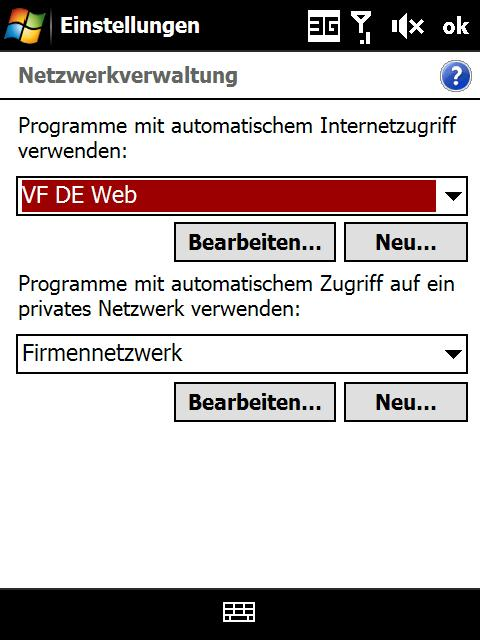 Einstellungen
3G
ok
Netzwerkverwaltung
?
Programme mit automatischem Internetzugriff
verwenden:
VF DE Web
Bearbeiten...
Neu...
Programme mit automatischem Zugriff auf ein
privates Netzwerk verwenden:
Firmennetzwerk
Bearbeiten...
Neu...